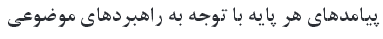 پیامدهای هر پایه با توجه به راهبردهای موضوعی